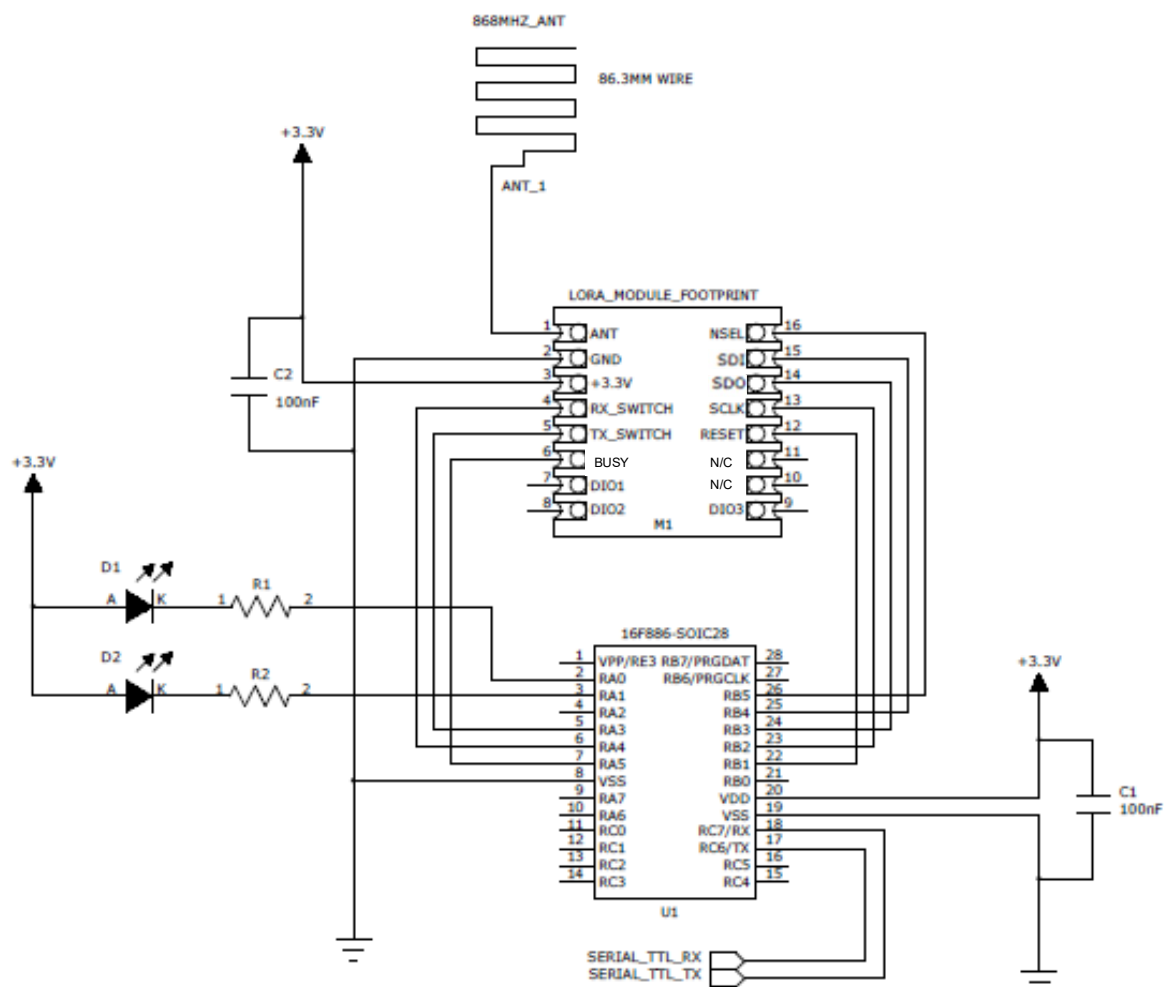 868MHZ_ANT
86.3MM WIRE
+3.3V
ANT_1
LORA_MODULE_FOOTPRINT
1 ANT NSEL 16
2 GND SDI 15
3 +3.3V SDO 14
4 RX_SWITCH SCLK 13
5 TX_SWITCH RESET 12
6 BUSY N/C 11
7 DIO1 N/C 10
8 DIO2 DIO3 9
M1
C2
100nF
+3.3V
D1
A K 1 R1 2
D2
A K 1 R2 2
16F886-SOIC28
1 VPP/RE3 RB7/PRGDAT 28
2 RA0 RB6/PRGCLK 27
3 RA1 RB5 26
4 RA2 RB4 25
5 RA3 RB3 24
6 RA4 RB2 23
7 RA5 RB1 22
8 VSS RB0 21
9 RA7 VDD 20
10 RA6 VSS 19
11 RC0 RC7/RX 18
12 RC1 RC6/TX 17
13 RC2 RC5 16
14 RC3 RC4 15
U1
+3.3V
C1
100nF
SERIAL_TTL_RX
SERIAL_TTL_TX